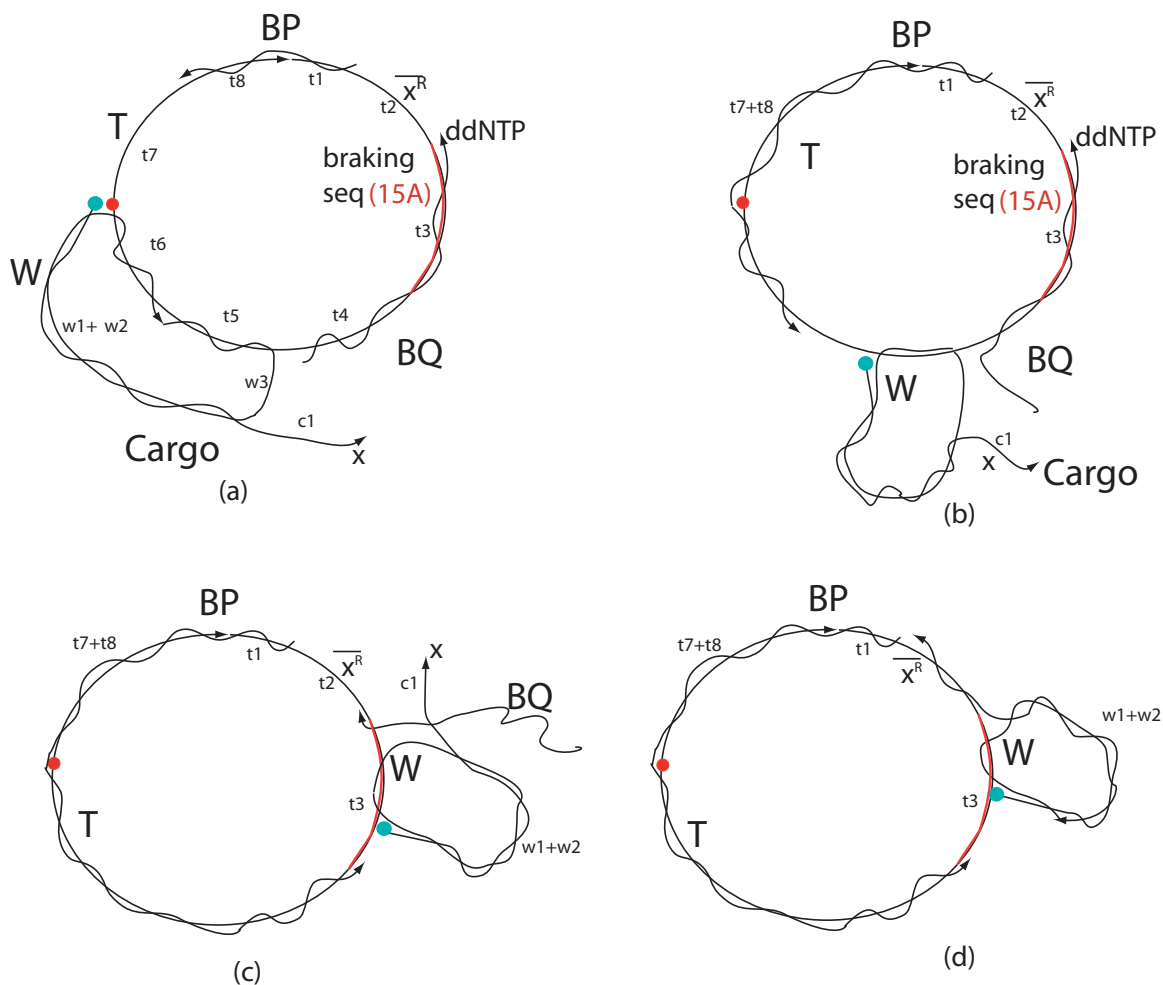 BP
t8
t1
t2
x̅ᴿ
T
t7
ddNTP
braking
seq (15A)
t3
t6
W
w1+ w2
t5
t4
BQ
w3
c1
Cargo
x
(a)
BP
t1
t7+t8
t2
x̅ᴿ
T
ddNTP
braking
seq (15A)
t3
BQ
W
c1
x
Cargo
(b)
BP
t7+t8
t1
x̅ᴿ
t2
x
c1
BQ
W
t3
T
w1+w2
(c)
BP
t7+t8
t1
x̅ᴿ
w1+w2
W
t3
T
(d)